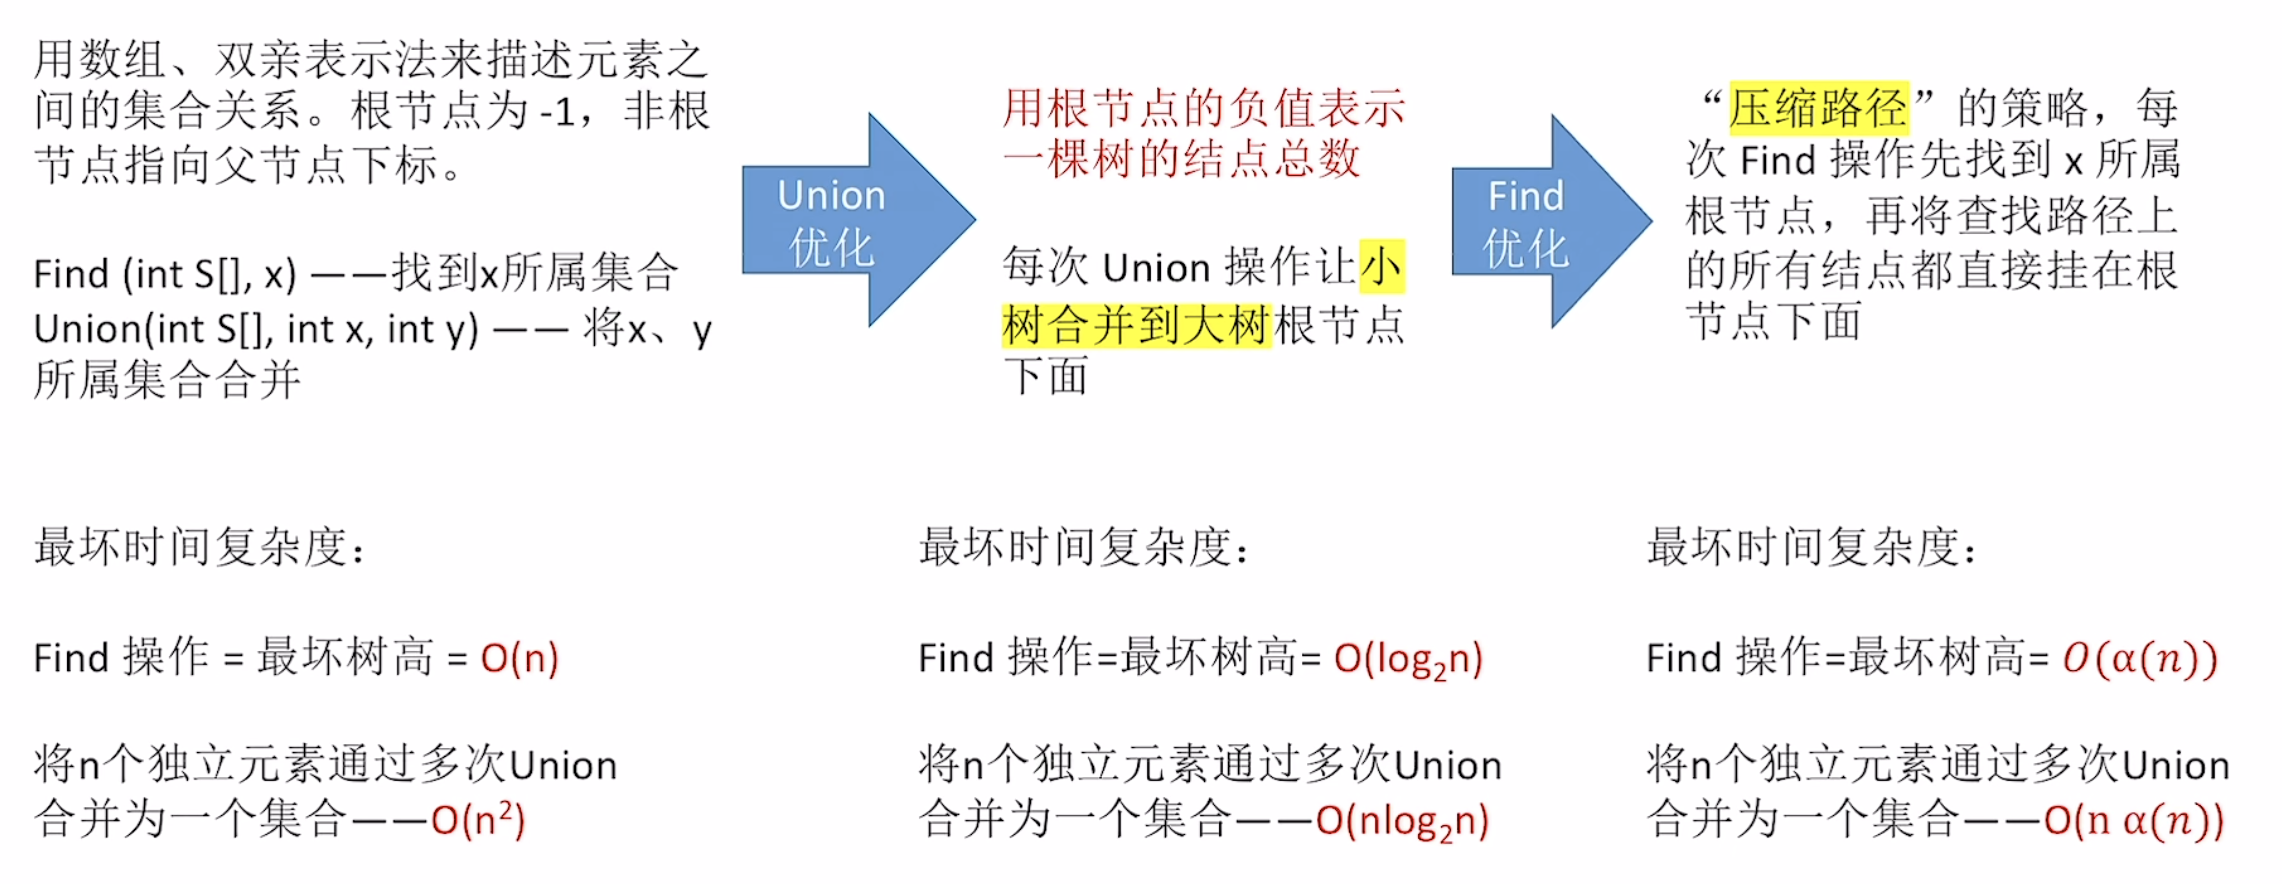 用数组、双亲表示法来描述元素之
间的集合关系。根节点为 -1，非根
节点指向父节点下标。
Find (int S[], x) ——找到x所属集合
Union(int S[], int x, int y) —— 将x、y
所属集合合并
Union
优化
用根节点的负值表示
一棵树的结点总数
每次 Union 操作让小
树合并到大树根节点
下面
Find
优化
“压缩路径”的策略，每
次 Find 操作先找到 x 所属
根节点，再将查找路径上
的所有结点都直接挂在根
节点下面
最坏时间复杂度：
Find 操作 = 最坏树高 = O(n)
将n个独立元素通过多次Union
合并为一个集合——O(n²)
最坏时间复杂度：
Find 操作=最坏树高= O(log₂n)
将n个独立元素通过多次Union
合并为一个集合——O(nlog₂n)
最坏时间复杂度：
Find 操作=最坏树高= O(α(n))
将n个独立元素通过多次Union
合并为一个集合——O(n α(n))